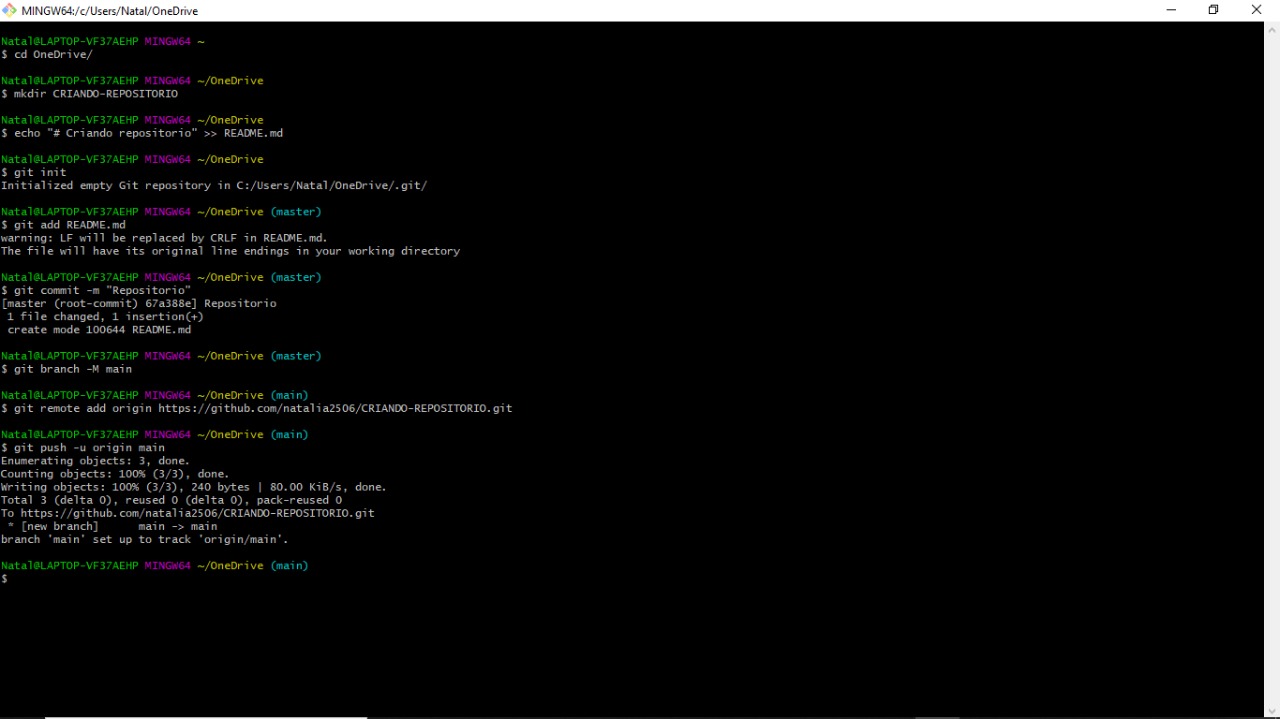 MINGW64:/c/Users/Natal/OneDrive
Natal@LAPTOP-VF37AEHP MINGW64 ~
$ cd OneDrive/
Natal@LAPTOP-VF37AEHP MINGW64 ~/OneDrive
$ mkdir CRIANDO-REPOSITORIO
Natal@LAPTOP-VF37AEHP MINGW64 ~/OneDrive
$ echo "# Criando repositorio" >> README.md
Natal@LAPTOP-VF37AEHP MINGW64 ~/OneDrive
$ git init
Initialized empty Git repository in C:/Users/Natal/OneDrive/.git/
Natal@LAPTOP-VF37AEHP MINGW64 ~/OneDrive (master)
$ git add README.md
warning: LF will be replaced by CRLF in README.md.
The file will have its original line endings in your working directory
Natal@LAPTOP-VF37AEHP MINGW64 ~/OneDrive (master)
$ git commit -m "Repositorio"
[master (root-commit) 67a388e] Repositorio
 1 file changed, 1 insertion(+)
 create mode 100644 README.md
Natal@LAPTOP-VF37AEHP MINGW64 ~/OneDrive (master)
$ git branch -M main
Natal@LAPTOP-VF37AEHP MINGW64 ~/OneDrive (main)
$ git remote add origin https://github.com/natalia2506/CRIANDO-REPOSITORIO.git
Natal@LAPTOP-VF37AEHP MINGW64 ~/OneDrive (main)
$ git push -u origin main
Enumerating objects: 3, done.
Counting objects: 100% (3/3), done.
Writing objects: 100% (3/3), 240 bytes | 80.00 KiB/s, done.
Total 3 (delta 0), reused 0 (delta 0), pack-reused 0
To https://github.com/natalia2506/CRIANDO-REPOSITORIO.git
 * [new branch]      main -> main
branch 'main' set up to track 'origin/main'.
Natal@LAPTOP-VF37AEHP MINGW64 ~/OneDrive (main)
$